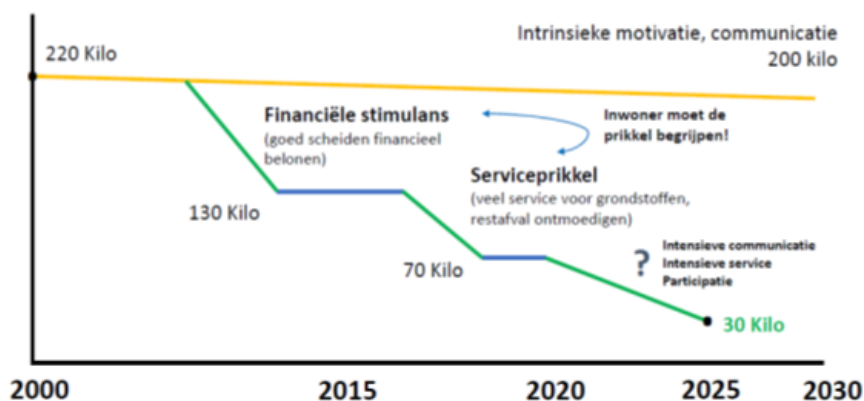 220 Kilo
Intrinsieke motivatie, communicatie
200 kilo
Financiële stimulans
(goed scheiden financieel
belonen)
Inwoner moet de
prikkel begrijpen!
Serviceprikkel
(veel service voor grondstoffen,
restafval ontmoedigen)
130 Kilo
70 Kilo
?
Intensieve communicatie
Intensieve service
Participatie
30 Kilo
2000
2015
2020
2025
2030